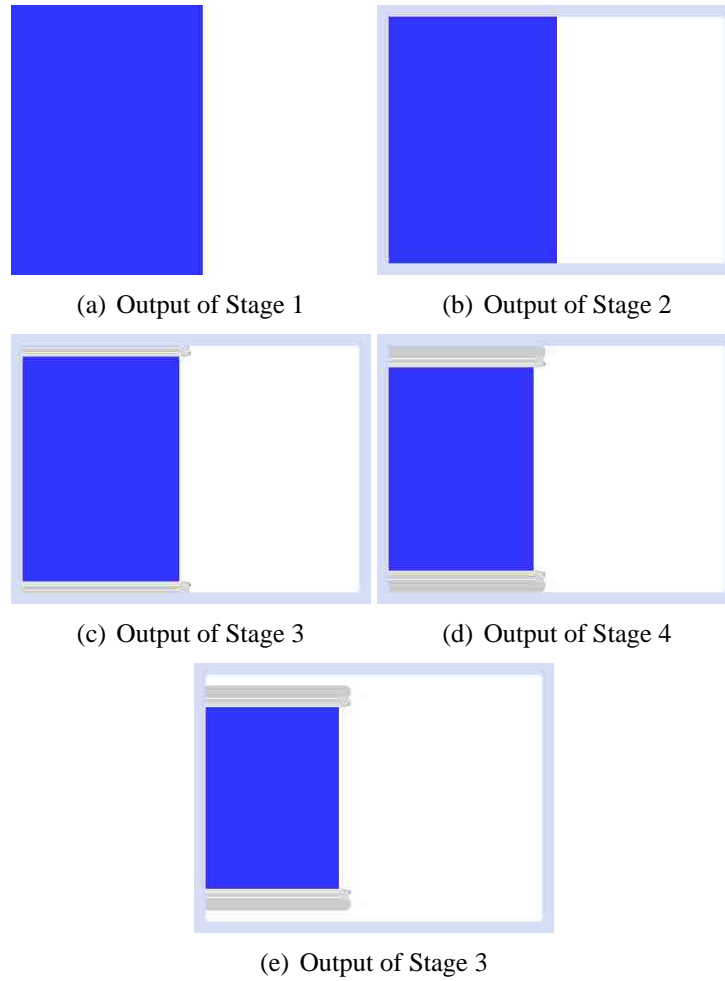 (a) Output of Stage 1
(b) Output of Stage 2
(c) Output of Stage 3
(d) Output of Stage 4
(e) Output of Stage 3